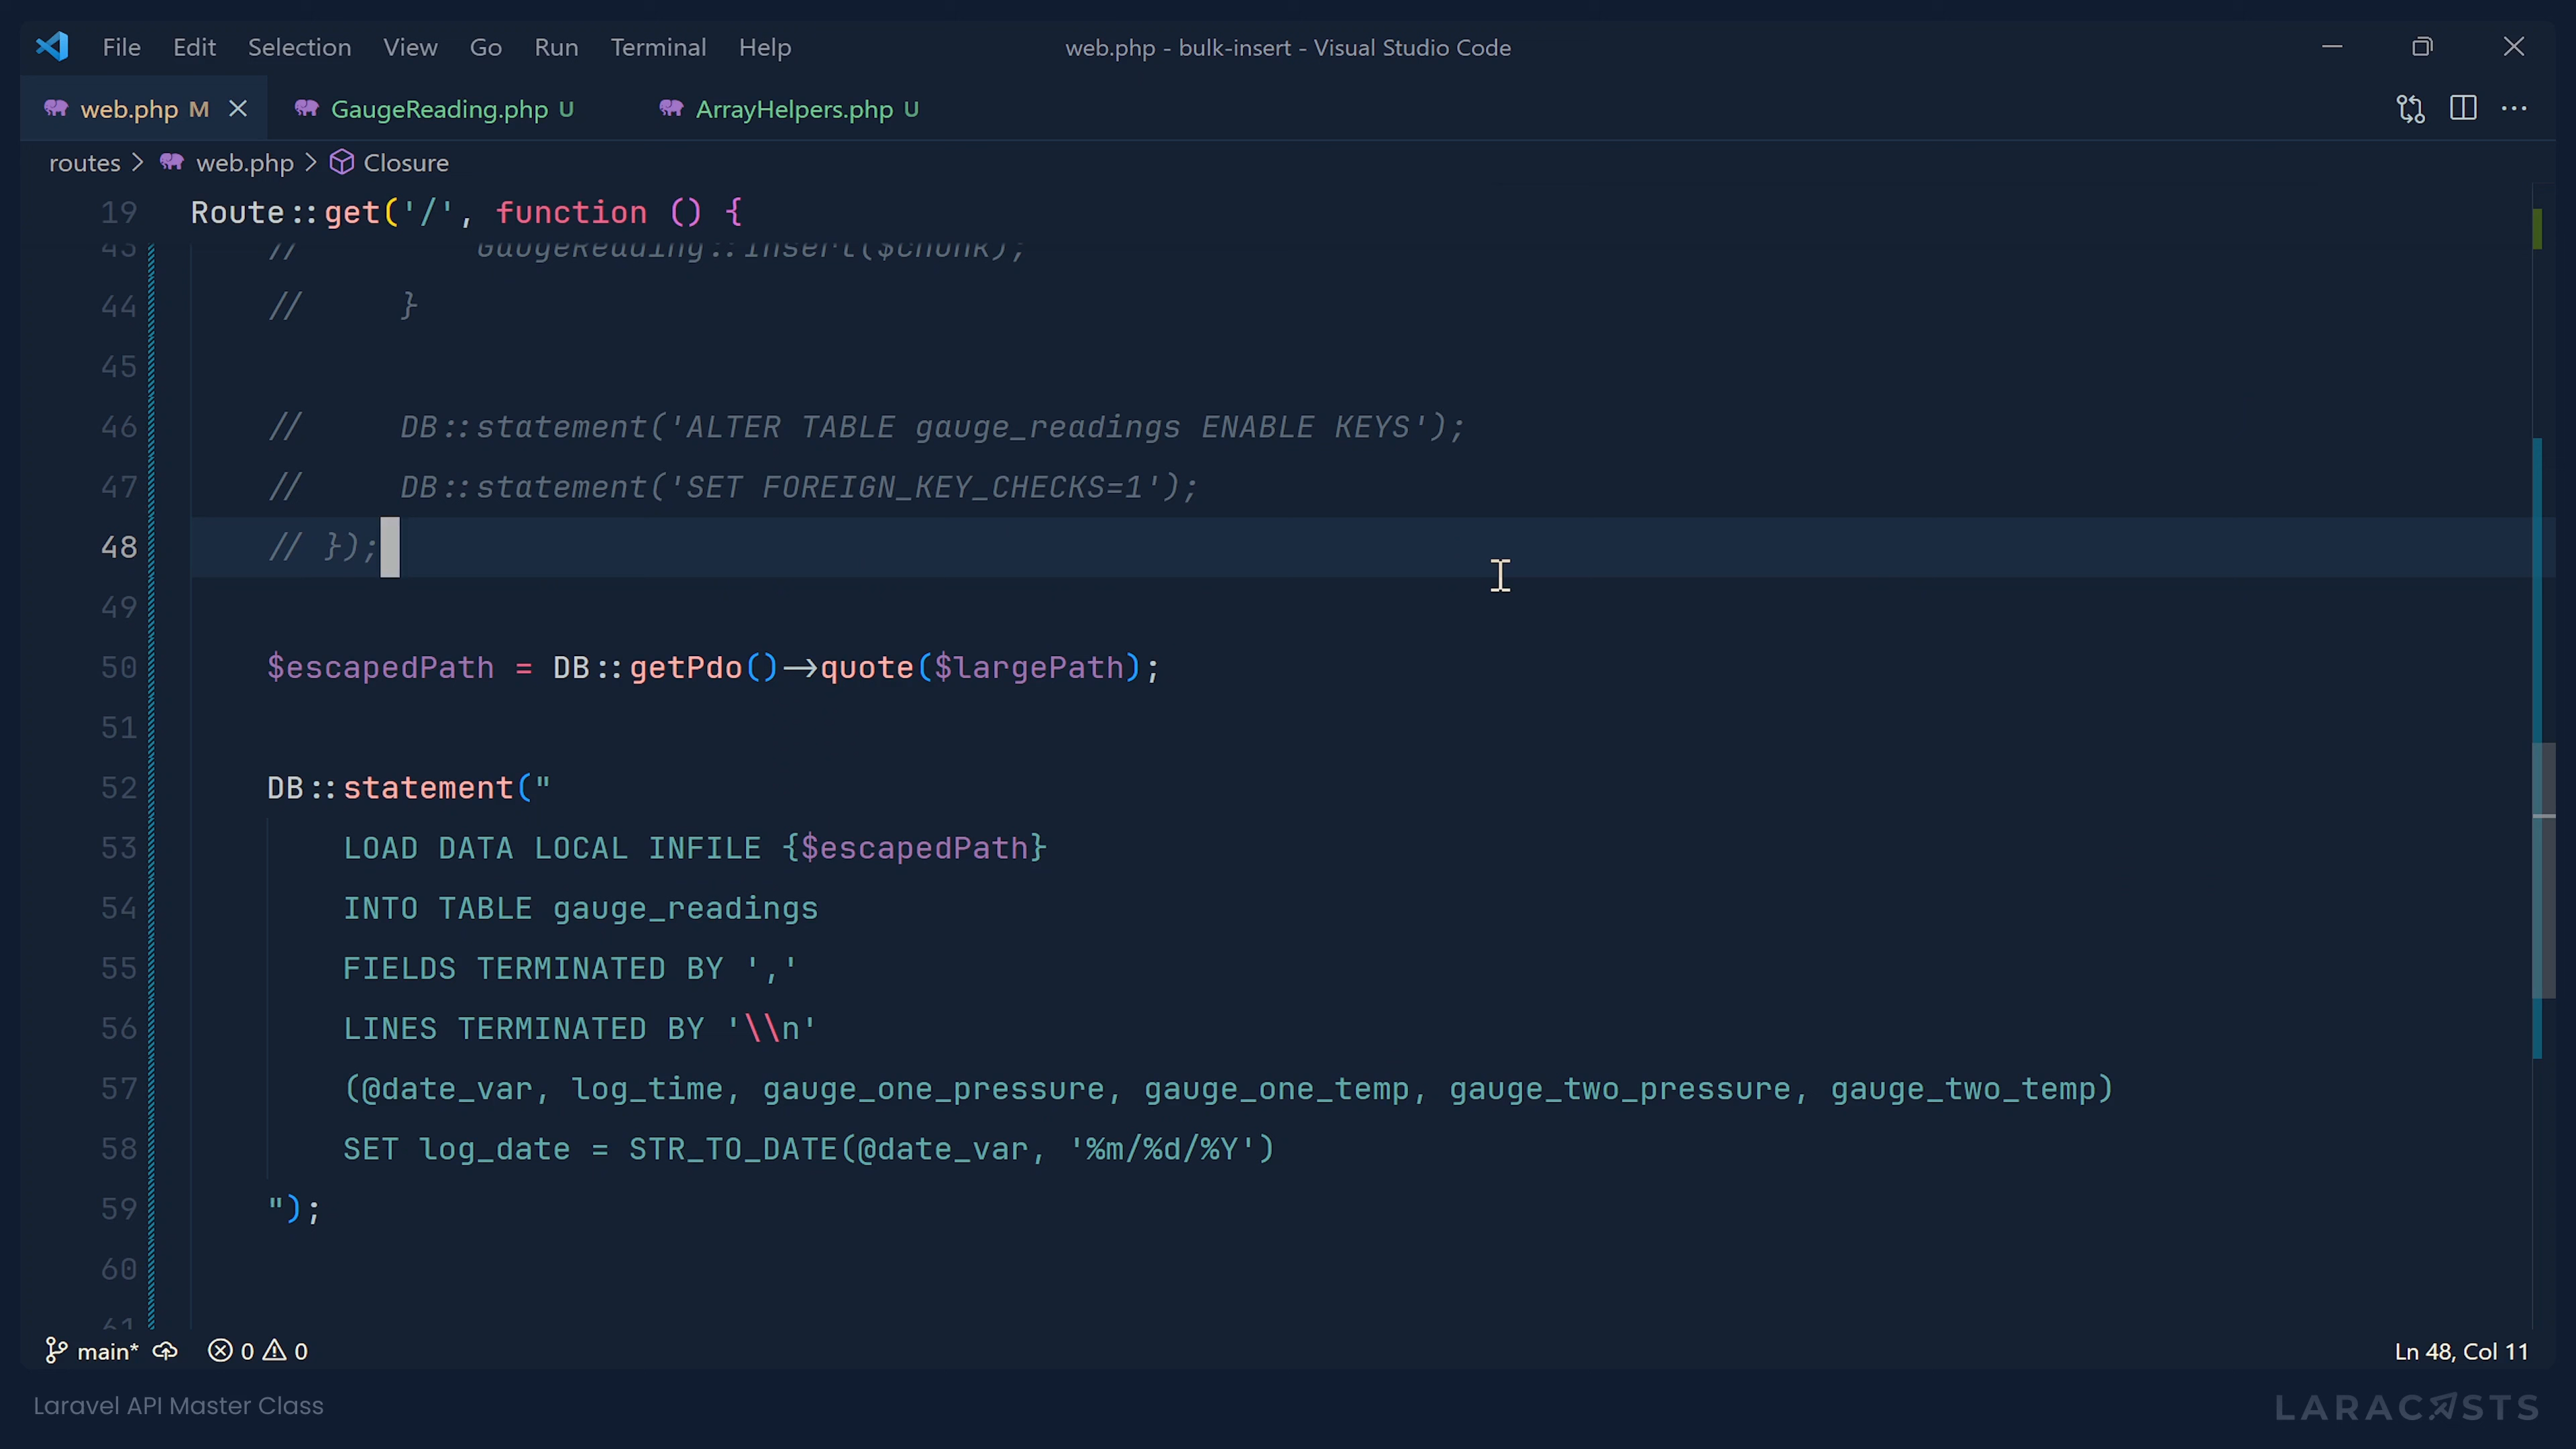 File Edit Selection View Go Run Terminal Help web.php - bulk-insert - Visual Studio Code
web.php M GaugeReading.php U ArrayHelpers.php U
routes > web.php > Closure
19 Route::get('/', function () {
43 // GaugeReading::insert($chunk);
44 // }
45
46 // DB::statement('ALTER TABLE gauge_readings ENABLE KEYS');
47 // DB::statement('SET FOREIGN_KEY_CHECKS=1');
48 // });
49
50 $escapedPath = DB::getPdo()->quote($largePath);
51
52 DB::statement("
53 LOAD DATA LOCAL INFILE {$escapedPath}
54 INTO TABLE gauge_readings
55 FIELDS TERMINATED BY ','
56 LINES TERMINATED BY '\\n'
57 (@date_var, log_time, gauge_one_pressure, gauge_one_temp, gauge_two_pressure, gauge_two_temp)
58 SET log_date = STR_TO_DATE(@date_var, '%m/%d/%Y')
59 ");
60
61
main* 0 0 Ln 48, Col 11
Laravel API Master Class LARACASTS